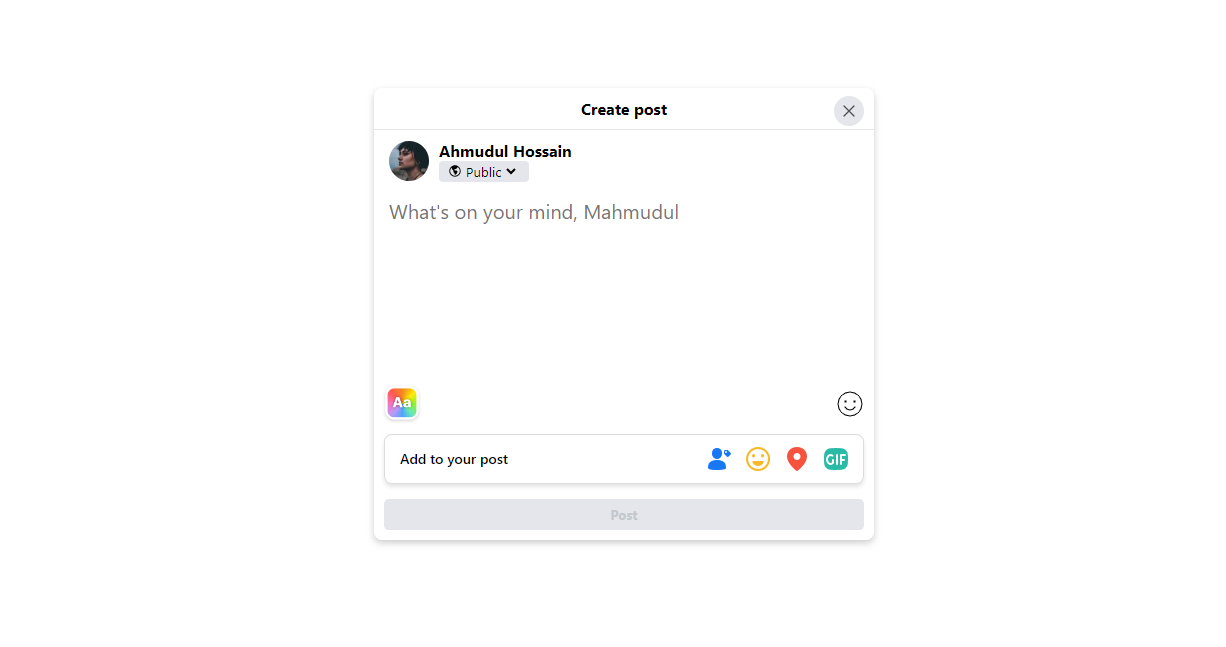 Create post
Ahmudul Hossain
Public
What's on your mind, Mahmudul
Aa
Add to your post
GIF
Post